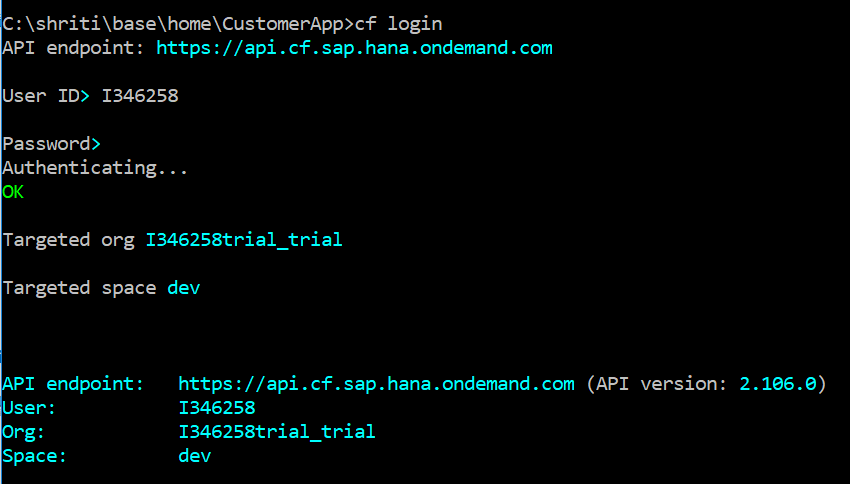 C:\shriti\base\home\CustomerApp>cf login
API endpoint: https://api.cf.sap.hana.ondemand.com
User ID> I346258
Password>
Authenticating...
OK
Targeted org I346258trial_trial
Targeted space dev
API endpoint: https://api.cf.sap.hana.ondemand.com (API version: 2.106.0)
User: I346258
Org: I346258trial_trial
Space: dev